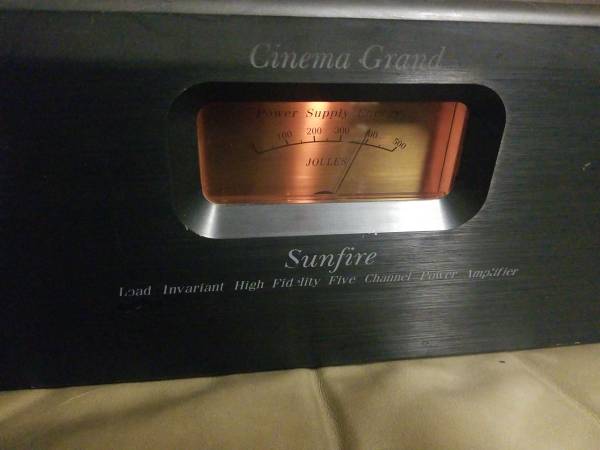 Cinema Grand
Power Supply Energy
100 200 300 400 500
JOULES
Sunfire
Load Invariant High Fidelity Five Channel Power Amplifier